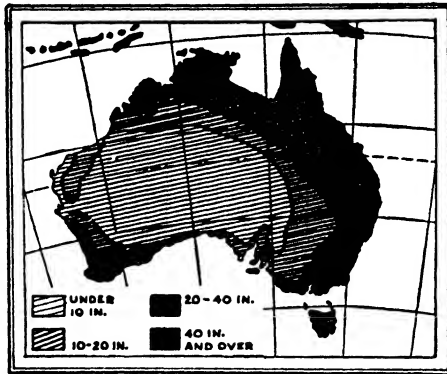 UNDER
10 IN.
10-20 IN.
20-40 IN.
40 IN.
AND OVER